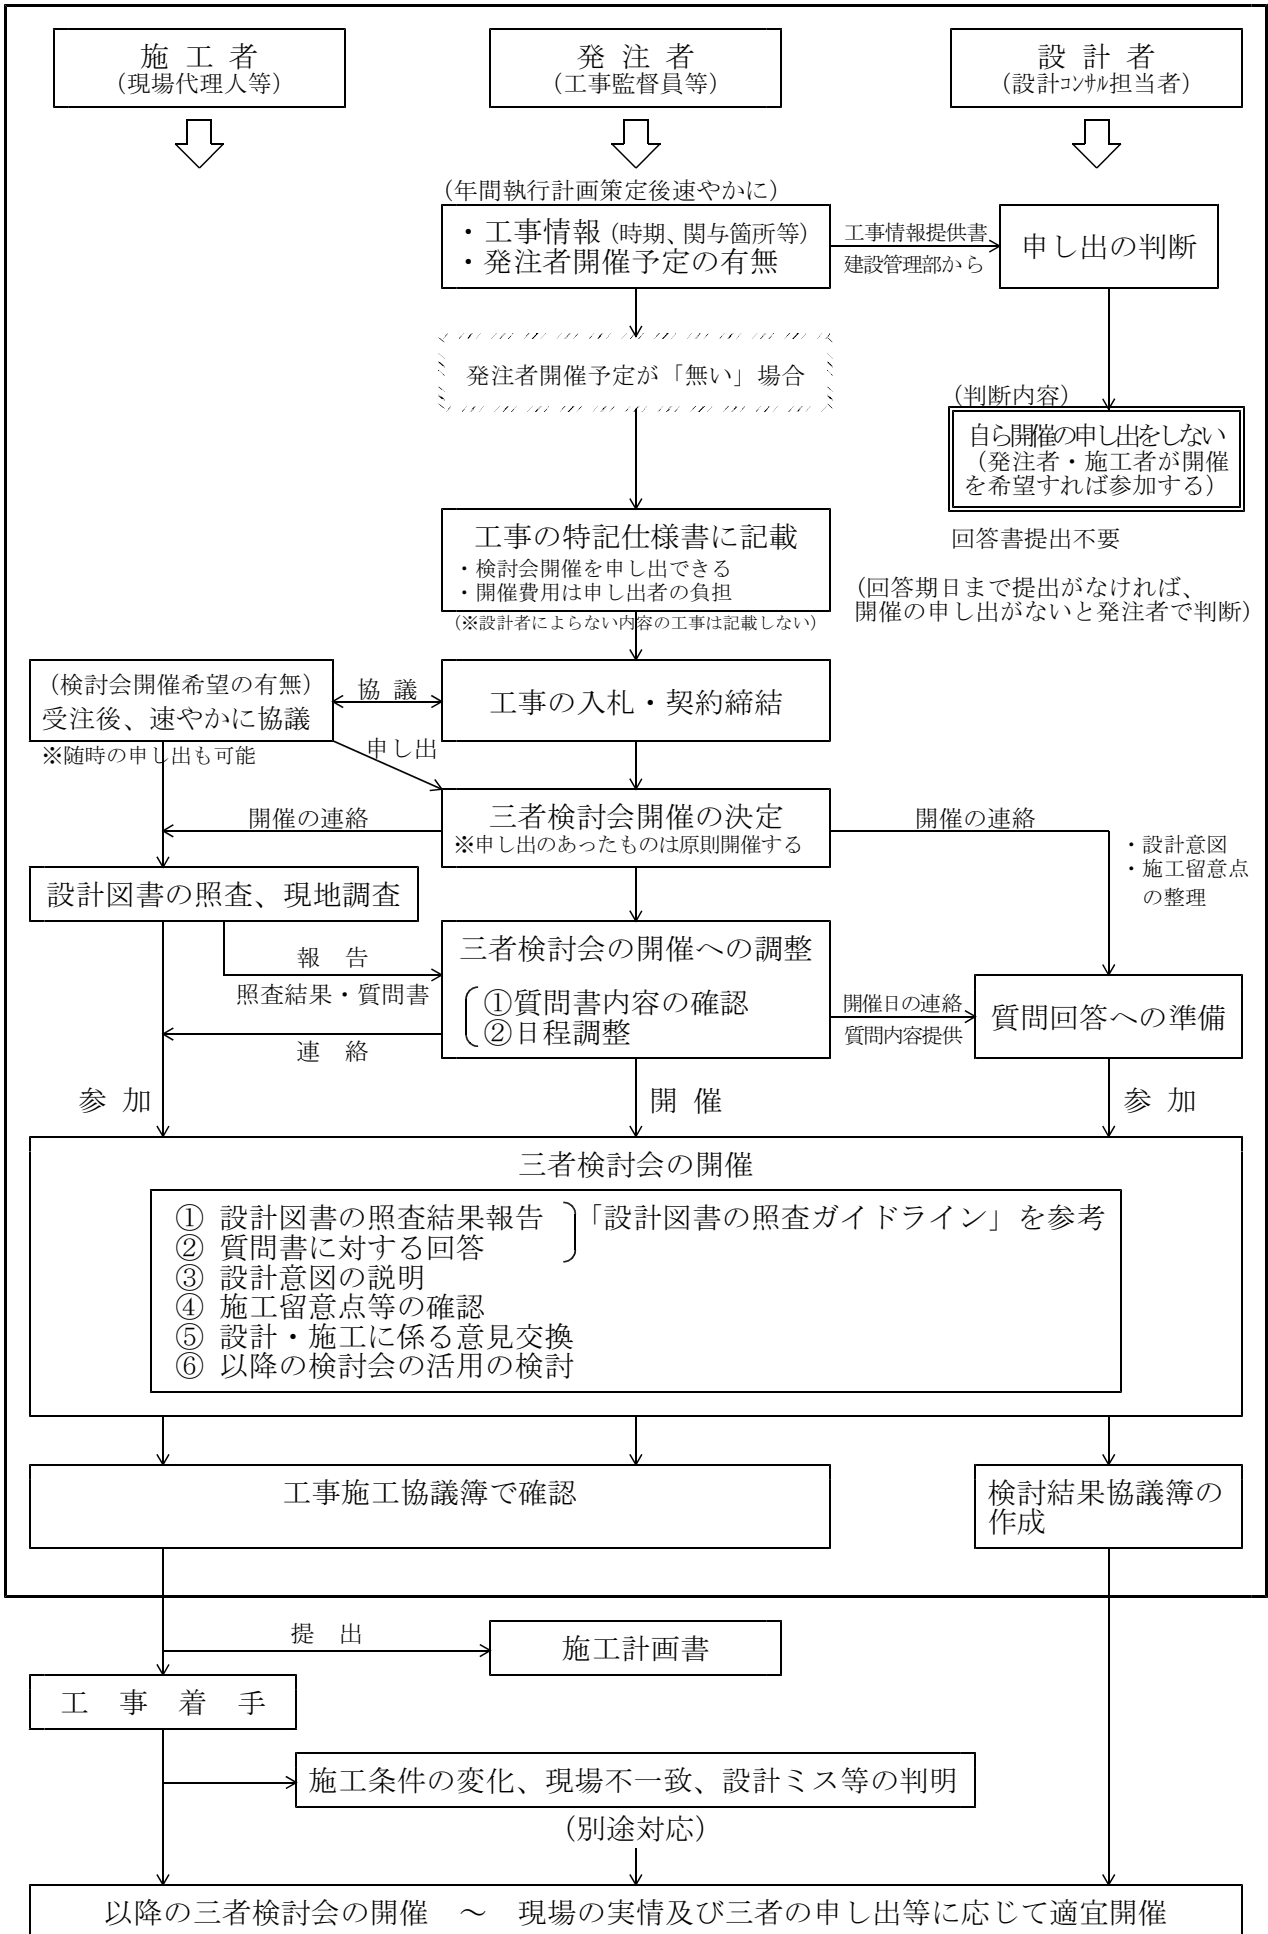 施 工 者
（現場代理人等）
発 注 者
（工事監督員等）
設 計 者
（設計ｺﾝｻﾙ担当者）
（年間執行計画策定後速やかに）
・工事情報（時期、関与箇所等）
・発注者開催予定の有無
工事情報提供書
建設管理部から
申し出の判断
発注者開催予定が「無い」場合
（判断内容）
自ら開催の申し出をしない
（発注者・施工者が開催
を希望すれば参加する）
回答書提出不要
（回答期日まで提出がなければ、
開催の申し出がないと発注者で判断）
工事の特記仕様書に記載
・検討会開催を申し出できる
・開催費用は申し出者の負担
（※設計者によらない内容の工事は記載しない）
（検討会開催希望の有無）
受注後、速やかに協議
※随時の申し出も可能
協 議
工事の入札・契約締結
申し出
三者検討会開催の決定
※申し出のあったものは原則開催する
開催の連絡
開催の連絡
・設計意図
・施工留意点
の整理
設計図書の照査、現地調査
報　告
照査結果・質問書
連　絡
三者検討会の開催への調整
①質問書内容の確認
②日程調整
開催日の連絡
質問内容提供
質問回答への準備
参 加
開 催
参 加
三者検討会の開催
① 設計図書の照査結果報告
② 質問書に対する回答
「設計図書の照査ガイドライン」を参考
③ 設計意図の説明
④ 施工留意点等の確認
⑤ 設計・施工に係る意見交換
⑥ 以降の検討会の活用の検討
工事施工協議簿で確認
検討結果協議簿の
作成
提　出
施工計画書
工　事　着　手
施工条件の変化、現場不一致、設計ミス等の判明
（別途対応）
以降の三者検討会の開催　～　現場の実情及び三者の申し出等に応じて適宜開催